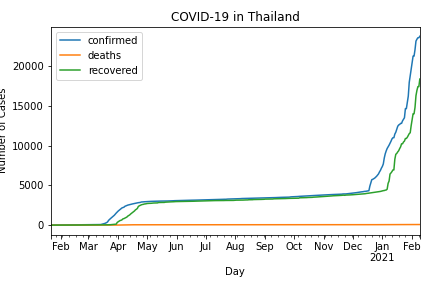 COVID-19 in Thailand
confirmed
deaths
recovered
Number of Cases
20000
15000
10000
5000
0
Feb Mar Apr May Jun Jul Aug Sep Oct Nov Dec Jan Feb
2021
Day